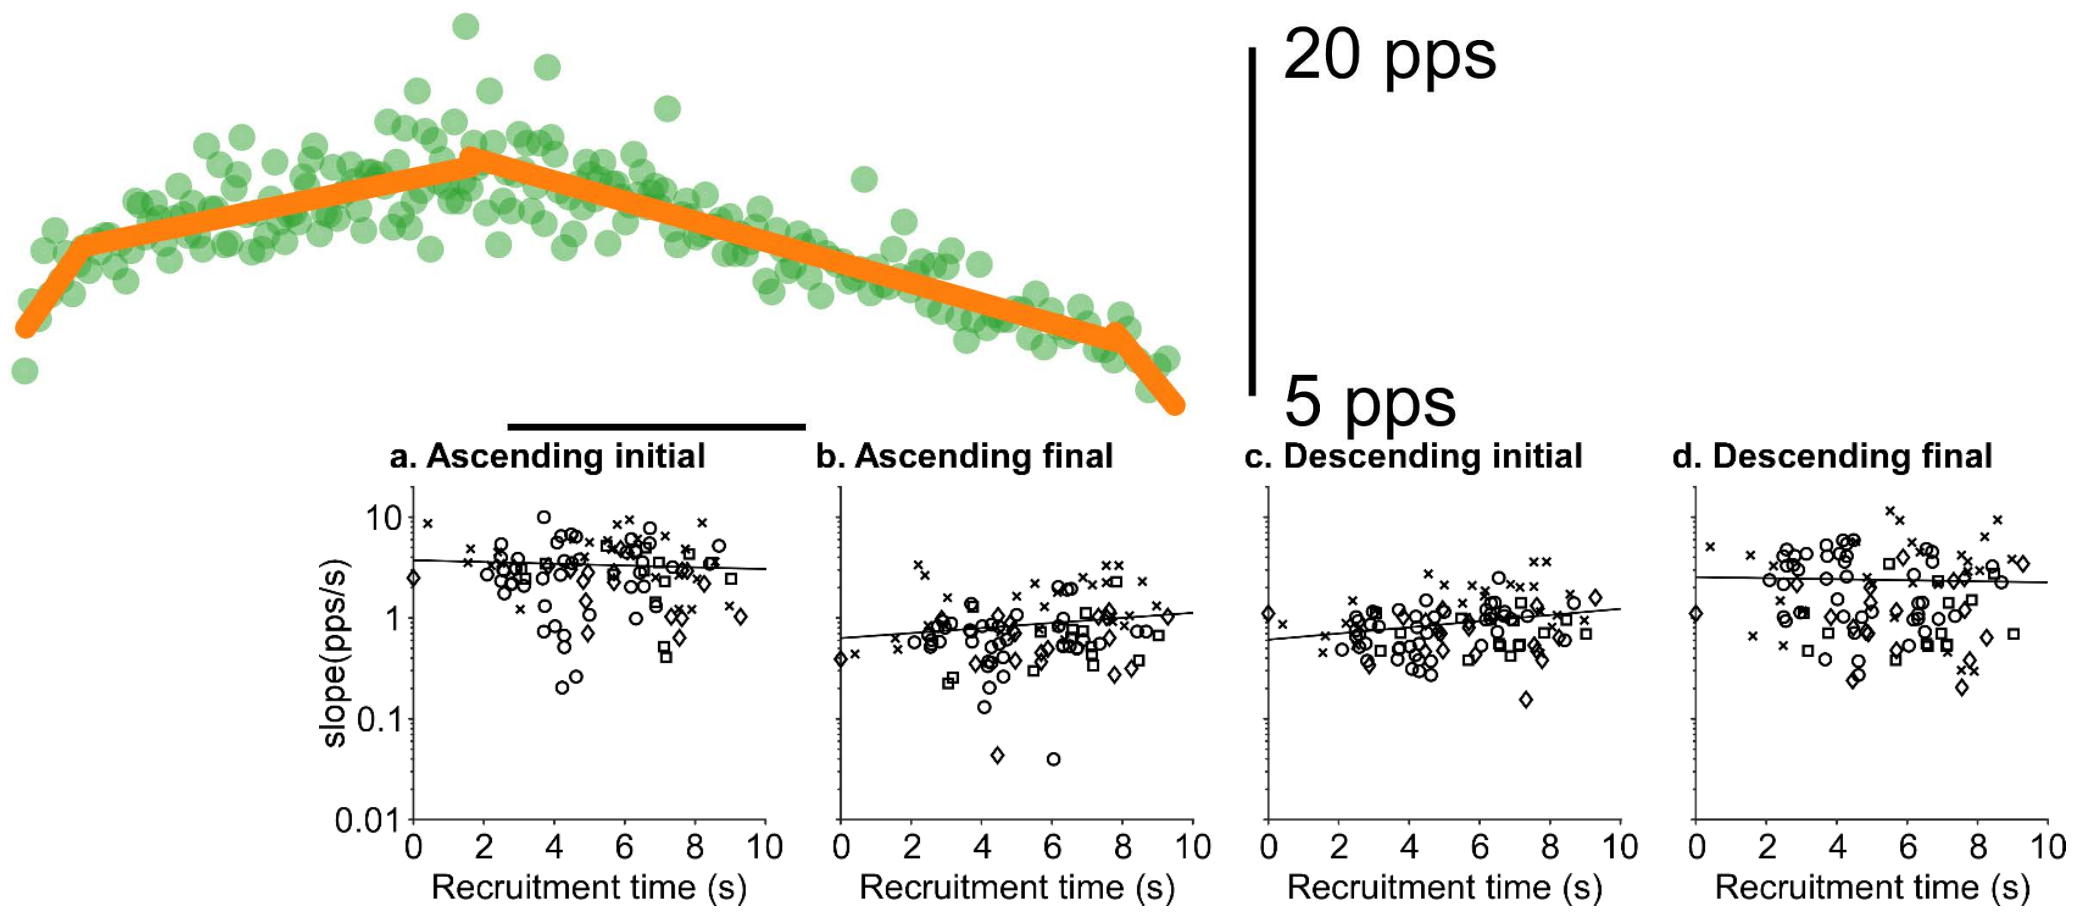 20 pps
5 pps
a. Ascending initial
b. Ascending final
c. Descending initial
d. Descending final
slope(pps/s)
10
1
0.1
0.01
0 2 4 6 8 10
0 2 4 6 8 10
0 2 4 6 8 10
0 2 4 6 8 10
Recruitment time (s)
Recruitment time (s)
Recruitment time (s)
Recruitment time (s)